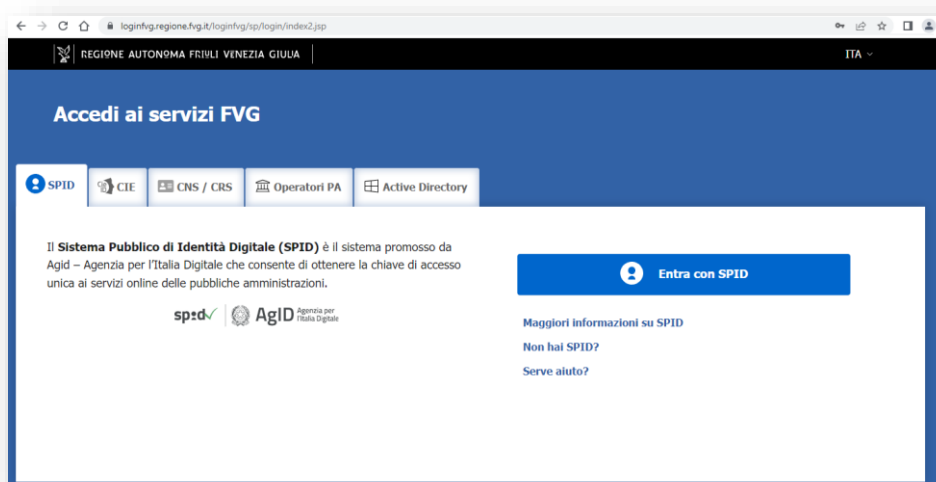 loginfvg.regione.fvg.it/loginfvg/sp/login/index2.jsp
REGIONE AUTONOMA FRIULI VENEZIA GIULIA
ITA
Accedi ai servizi FVG
SPID
CIE
CNS / CRS
Operatori PA
Active Directory
Il Sistema Pubblico di Identità Digitale (SPID) è il sistema promosso da
Agid – Agenzia per l'Italia Digitale che consente di ottenere la chiave di accesso
unica ai servizi online delle pubbliche amministrazioni.
spid
AgID Agenzia per
l'Italia Digitale
Entra con SPID
Maggiori informazioni su SPID
Non hai SPID?
Serve aiuto?